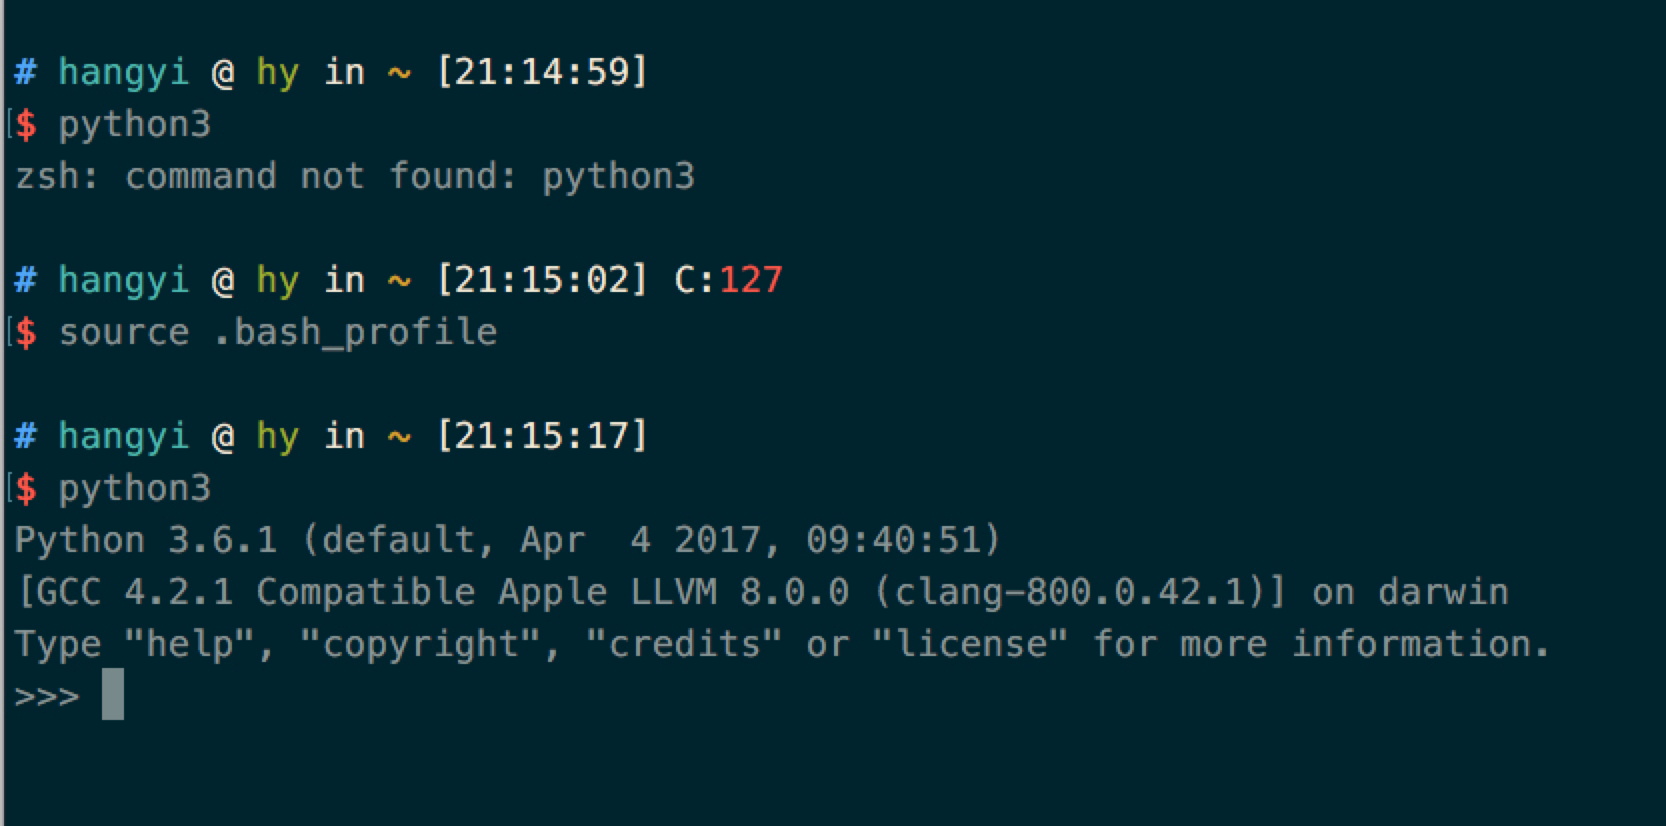 # hangyi @ hy in ~ [21:14:59]
[$ python3
zsh: command not found: python3
# hangyi @ hy in ~ [21:15:02] C:127
[$ source .bash_profile
# hangyi @ hy in ~ [21:15:17]
[$ python3
Python 3.6.1 (default, Apr  4 2017, 09:40:51)
[GCC 4.2.1 Compatible Apple LLVM 8.0.0 (clang-800.0.42.1)] on darwin
Type "help", "copyright", "credits" or "license" for more information.
>>>